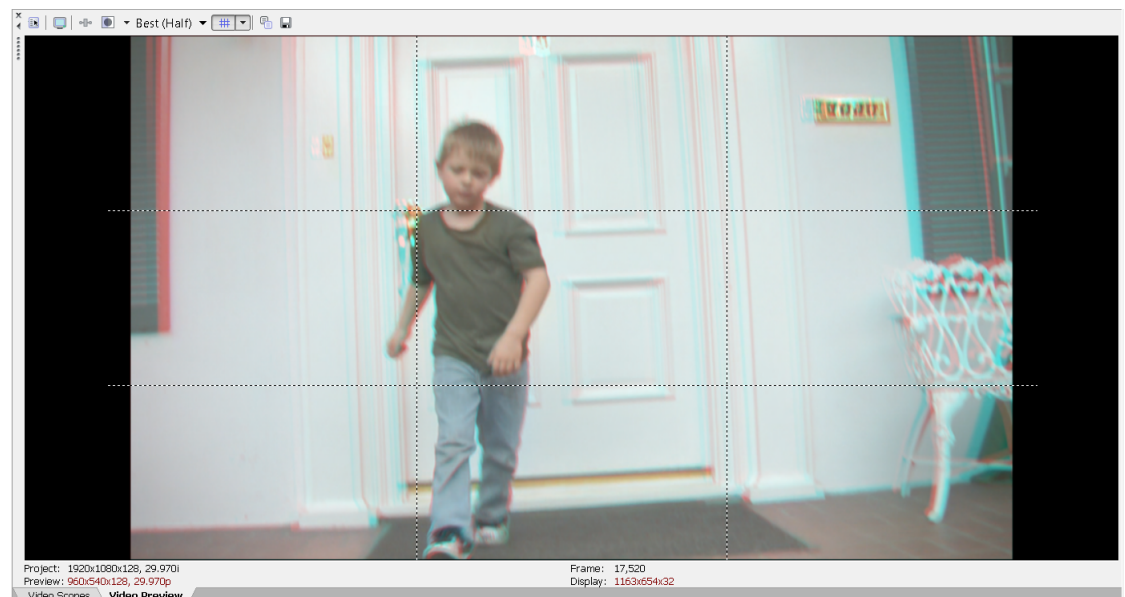 Best (Half)
Project: 1920x1080x128, 29.970i
Frame: 17,520
Preview: 960x540x128, 29.970p
Display: 1163x654x32
Video Scopes
Video Preview